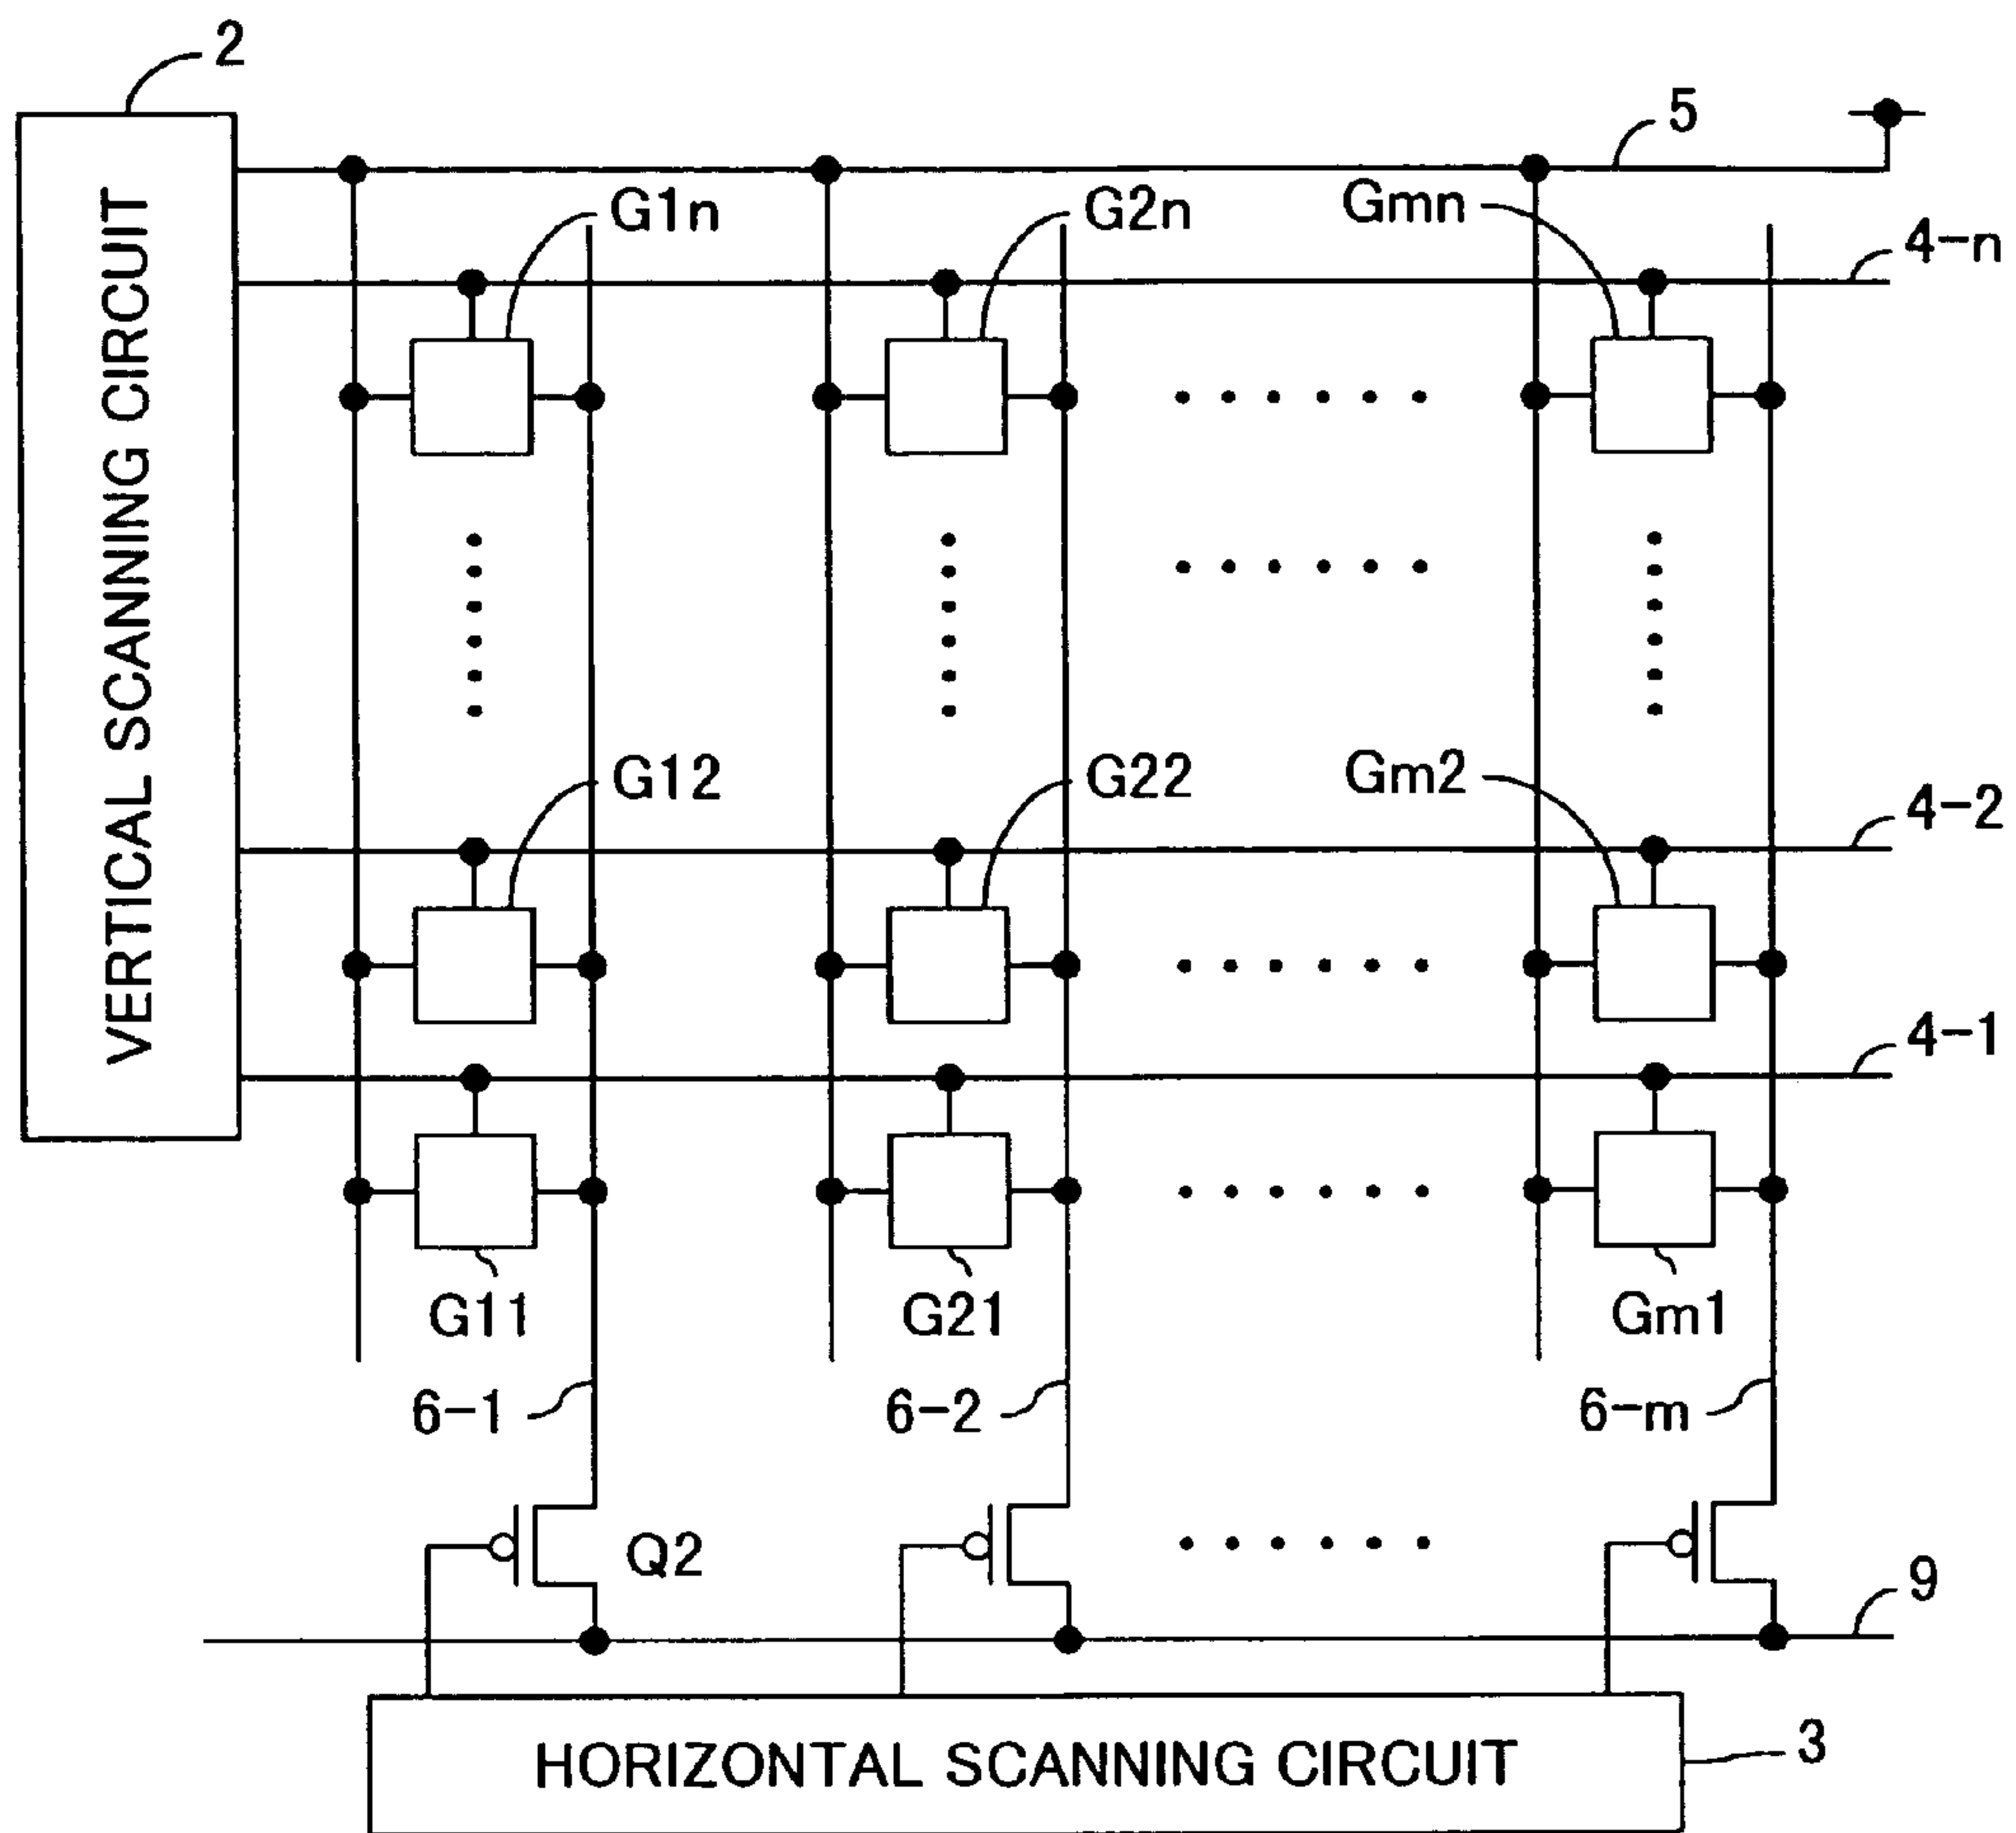 2
5
G1n G2n Gmn
4-n
VERTICAL SCANNING CIRCUIT
G12 G22 Gm2
4-2
4-1
G11 G21 Gm1
6-1 6-2 6-m
Q2
9
HORIZONTAL SCANNING CIRCUIT
3